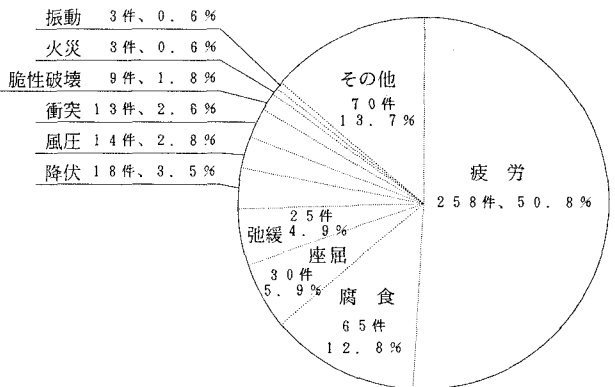 振動 3件、0.6%
火災 3件、0.6%
脆性破壊 9件、1.8%
衝突 13件、2.6%
風圧 14件、2.8%
降伏 18件、3.5%
その他
70件
13.7%
疲労
258件、50.8%
25件
弛緩 4.9%
座屈
30件
5.9%
腐食
65件
12.8%